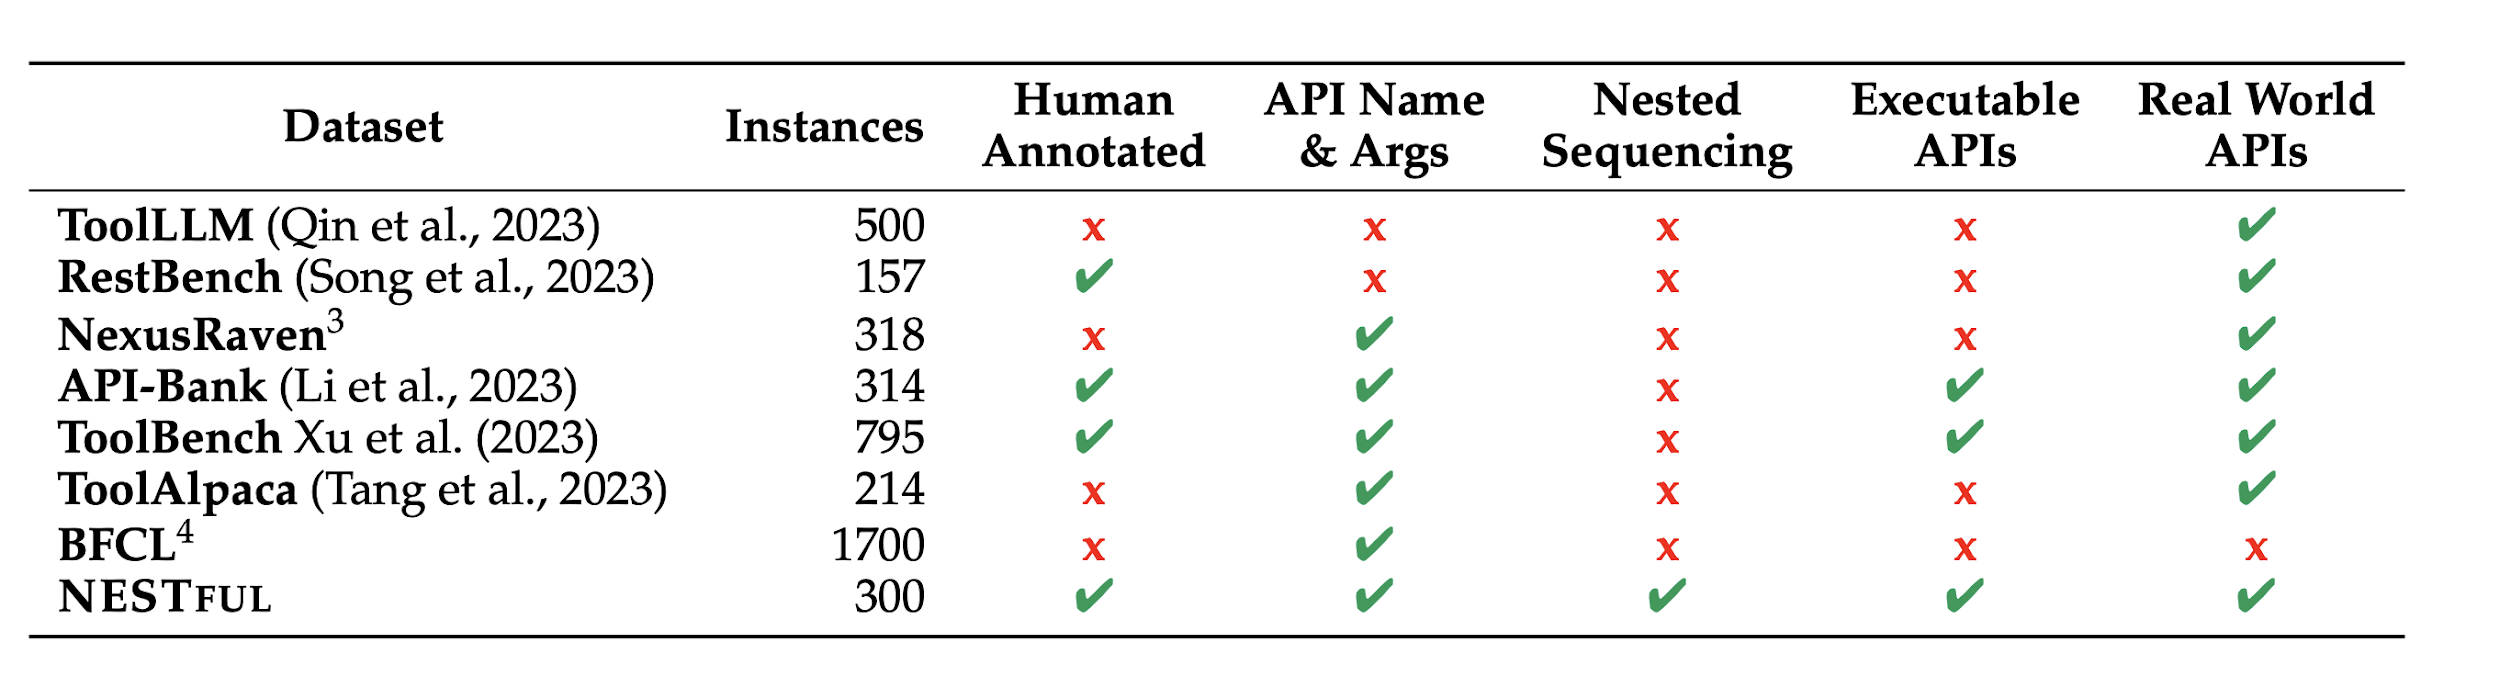 Dataset Instances Human Annotated API Name & Args Nested Sequencing Executable APIs Real World APIs
ToolLLM (Qin et al., 2023) 500 x x x x ✓
RestBench (Song et al., 2023) 157 ✓ x x x ✓
NexusRaven³ 318 x ✓ x x ✓
API-Bank (Li et al., 2023) 314 ✓ ✓ x ✓ ✓
ToolBench Xu et al. (2023) 795 ✓ ✓ x ✓ ✓
ToolAlpaca (Tang et al., 2023) 214 x ✓ x x ✓
BFCL⁴ 1700 x ✓ x x x
NESTFUL 300 ✓ ✓ ✓ ✓ ✓